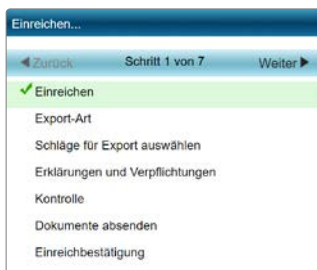 Einreichen...
Zurück Schritt 1 von 7 Weiter
Einreichen
Export-Art
Schläge für Export auswählen
Erklärungen und Verpflichtungen
Kontrolle
Dokumente absenden
Einreichbestätigung